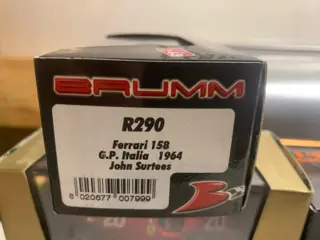 BRUMM
R290
Ferrari 158
G.P. Italia 1964
John Surtees
8 020677 007999